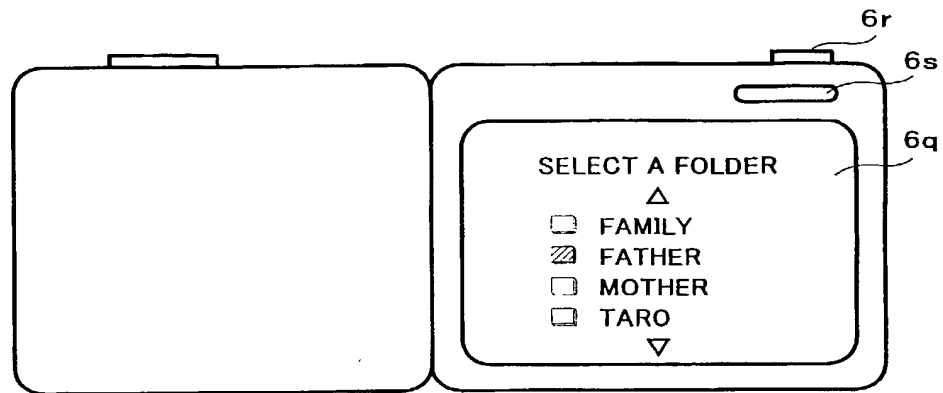 6r
6s
6q
SELECT A FOLDER
FAMILY
FATHER
MOTHER
TARO